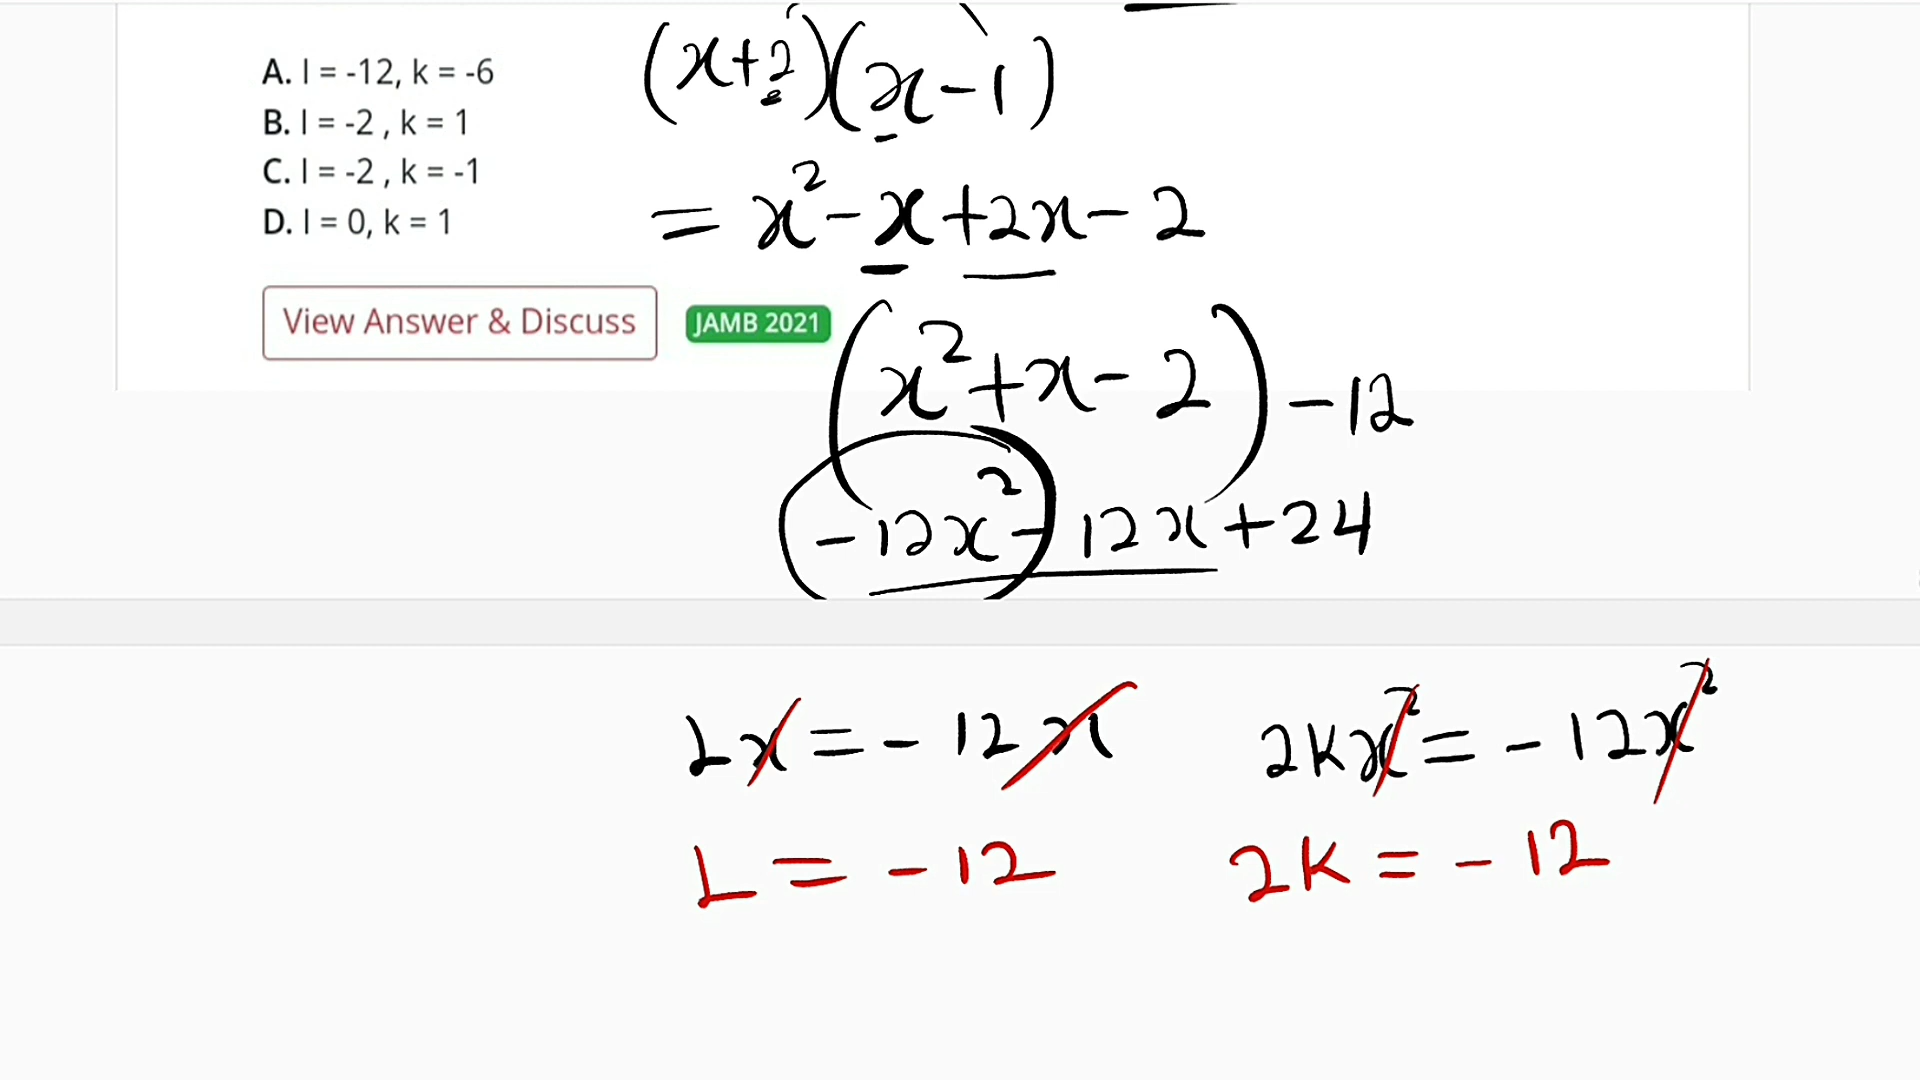 A. l = -12, k = -6
B. l = -2 , k = 1
C. l = -2 , k = -1
D. l = 0, k = 1
View Answer & Discuss
JAMB 2021
(x+2)(x-1)
= x² - x + 2x - 2
(x² + x - 2) - 12
-12x² - 12x + 24
Lx = - 12x
2kx² = - 12x²
L = - 12
2k = - 12